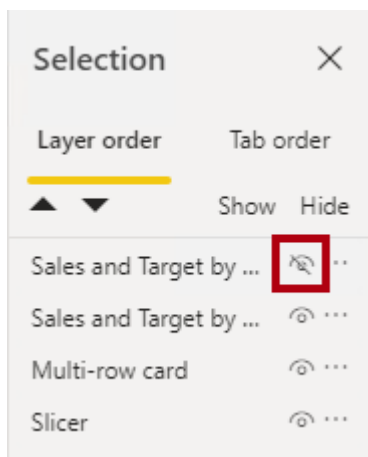 Selection
Layer order Tab order
Show Hide
Sales and Target by ...
Sales and Target by ...
Multi-row card
Slicer